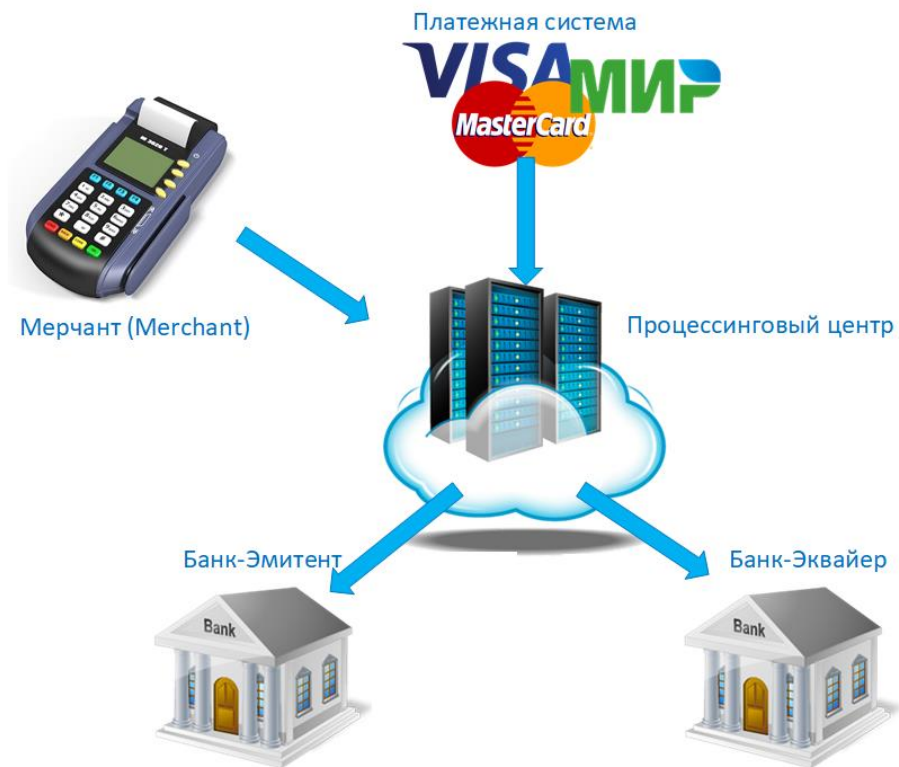 Платежная система
VISA
МИР
MasterCard
Мерчант (Merchant)
Процессинговый центр
Банк-Эмитент
Банк-Эквайер
Bank
Bank